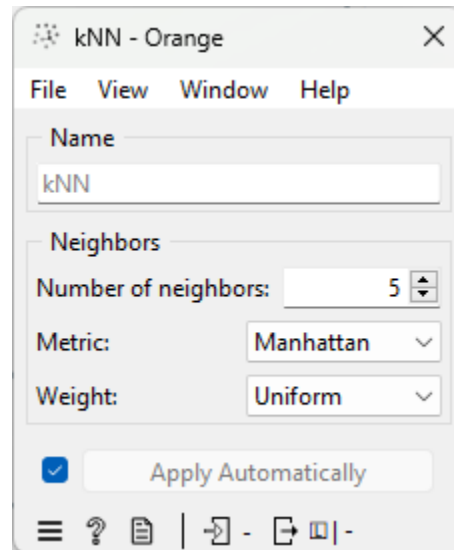 kNN - Orange
File View Window Help
Name
kNN
Neighbors
Number of neighbors: 5
Metric: Manhattan
Weight: Uniform
Apply Automatically
- | -